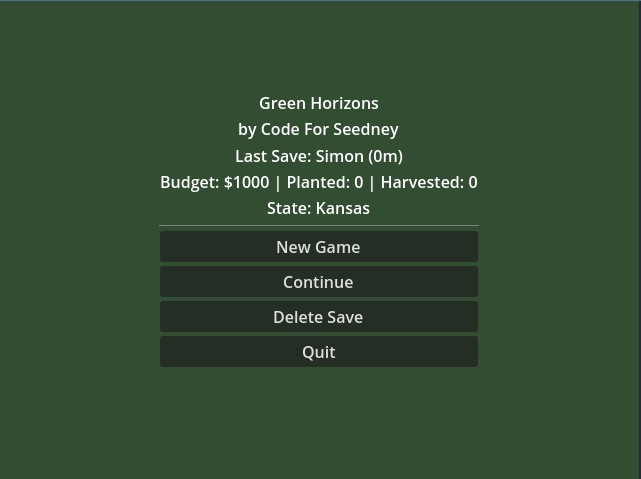 Green Horizons
by Code For Seedney
Last Save: Simon (0m)
Budget: $1000 | Planted: 0 | Harvested: 0
State: Kansas
New Game
Continue
Delete Save
Quit